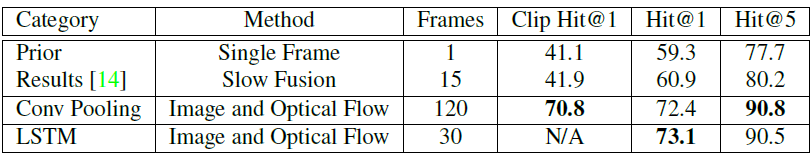 Category Method Frames Clip Hit@1 Hit@1 Hit@5
Prior Single Frame 1 41.1 59.3 77.7
Results [14] Slow Fusion 15 41.9 60.9 80.2
Conv Pooling Image and Optical Flow 120 70.8 72.4 90.8
LSTM Image and Optical Flow 30 N/A 73.1 90.5